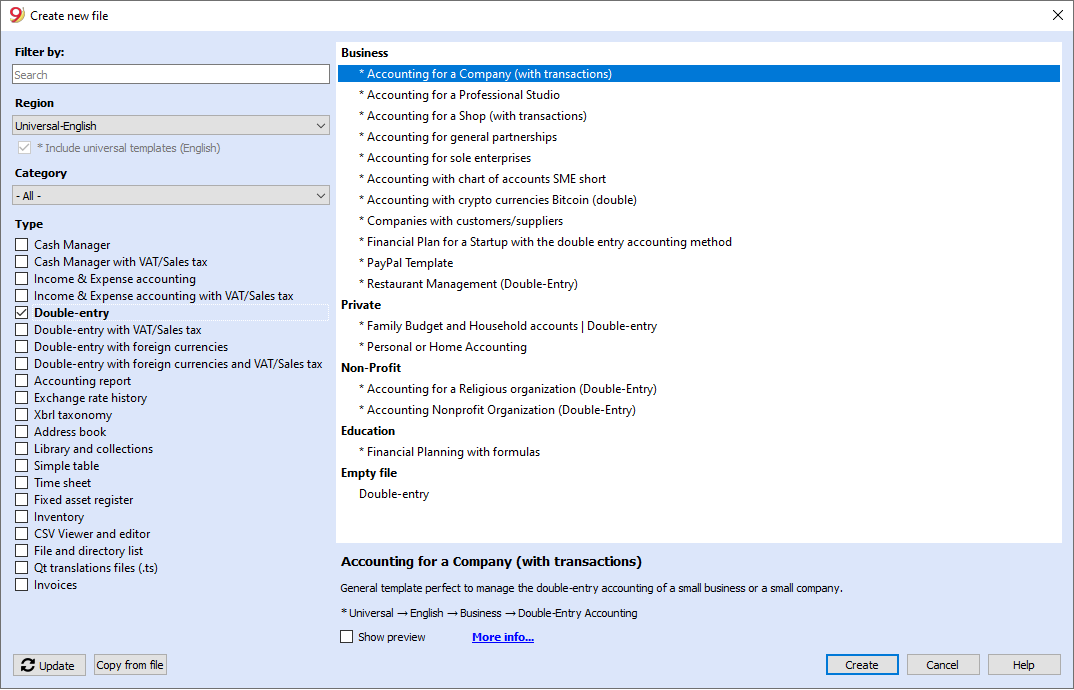 Create new file
Filter by:
Search
Region
Universal-English
* Include universal templates (English)
Category
- All -
Type
Cash Manager
Cash Manager with VAT/Sales tax
Income & Expense accounting
Income & Expense accounting with VAT/Sales tax
Double-entry
Double-entry with VAT/Sales tax
Double-entry with foreign currencies
Double-entry with foreign currencies and VAT/Sales tax
Accounting report
Exchange rate history
Xbrl taxonomy
Address book
Library and collections
Simple table
Time sheet
Fixed asset register
Inventory
CSV Viewer and editor
File and directory list
Qt translations files (.ts)
Invoices
Business
* Accounting for a Company (with transactions)
* Accounting for a Professional Studio
* Accounting for a Shop (with transactions)
* Accounting for general partnerships
* Accounting for sole enterprises
* Accounting with chart of accounts SME short
* Accounting with crypto currencies Bitcoin (double)
* Companies with customers/suppliers
* Financial Plan for a Startup with the double entry accounting method
* PayPal Template
* Restaurant Management (Double-Entry)
Private
* Family Budget and Household accounts | Double-entry
* Personal or Home Accounting
Non-Profit
* Accounting for a Religious organization (Double-Entry)
* Accounting Nonprofit Organization (Double-Entry)
Education
* Financial Planning with formulas
Empty file
Double-entry
Accounting for a Company (with transactions)
General template perfect to manage the double-entry accounting of a small business or a small company.
* Universal → English → Business → Double-Entry Accounting
Show preview More info...
Update Copy from file Create Cancel Help